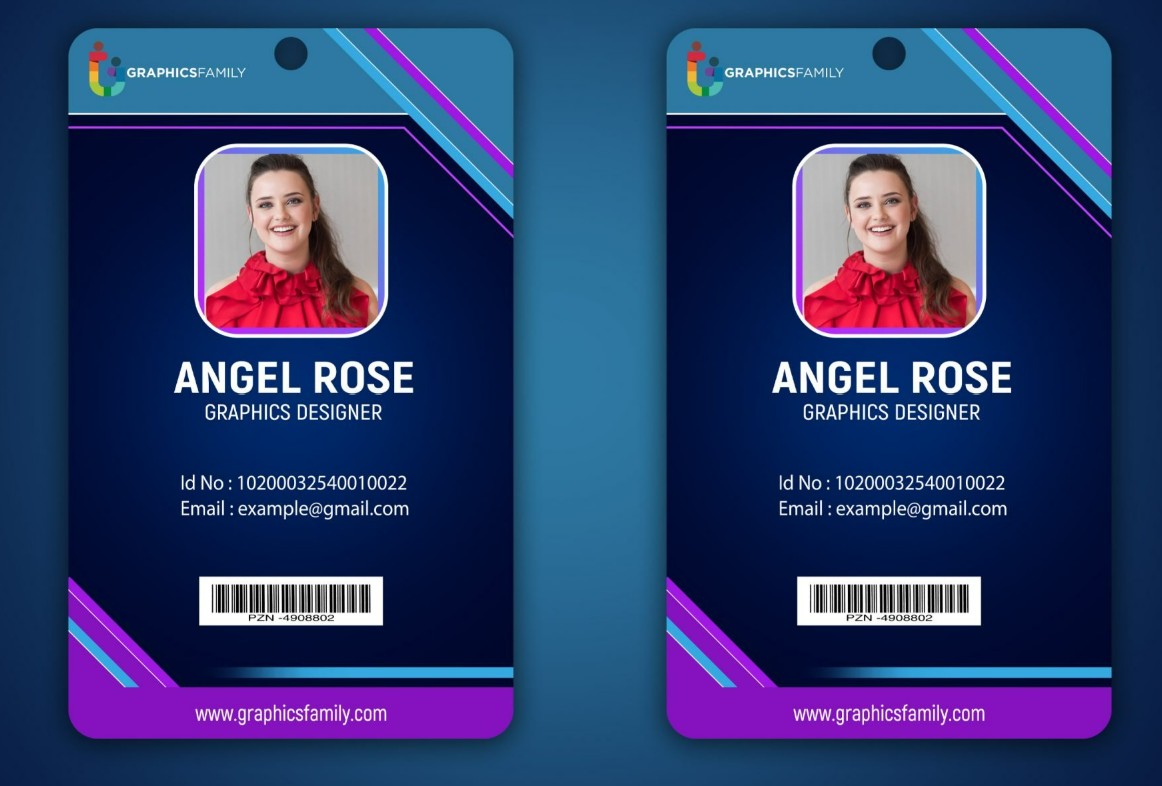 GRAPHICSFAMILY
ANGEL ROSE
GRAPHICS DESIGNER
Id No : 10200032540010022
Email : example@gmail.com
PZN -4908802
www.graphicsfamily.com
GRAPHICSFAMILY
ANGEL ROSE
GRAPHICS DESIGNER
Id No : 10200032540010022
Email : example@gmail.com
PZN -4908802
www.graphicsfamily.com